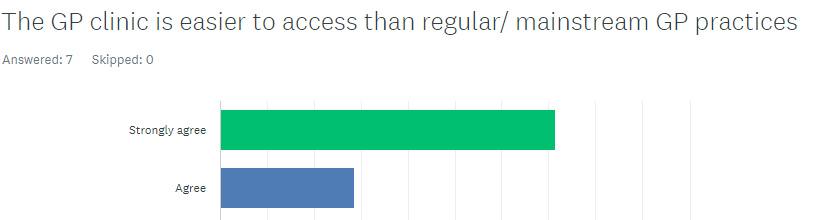 The GP clinic is easier to access than regular/ mainstream GP practices
Answered: 7 Skipped: 0
Strongly agree
Agree